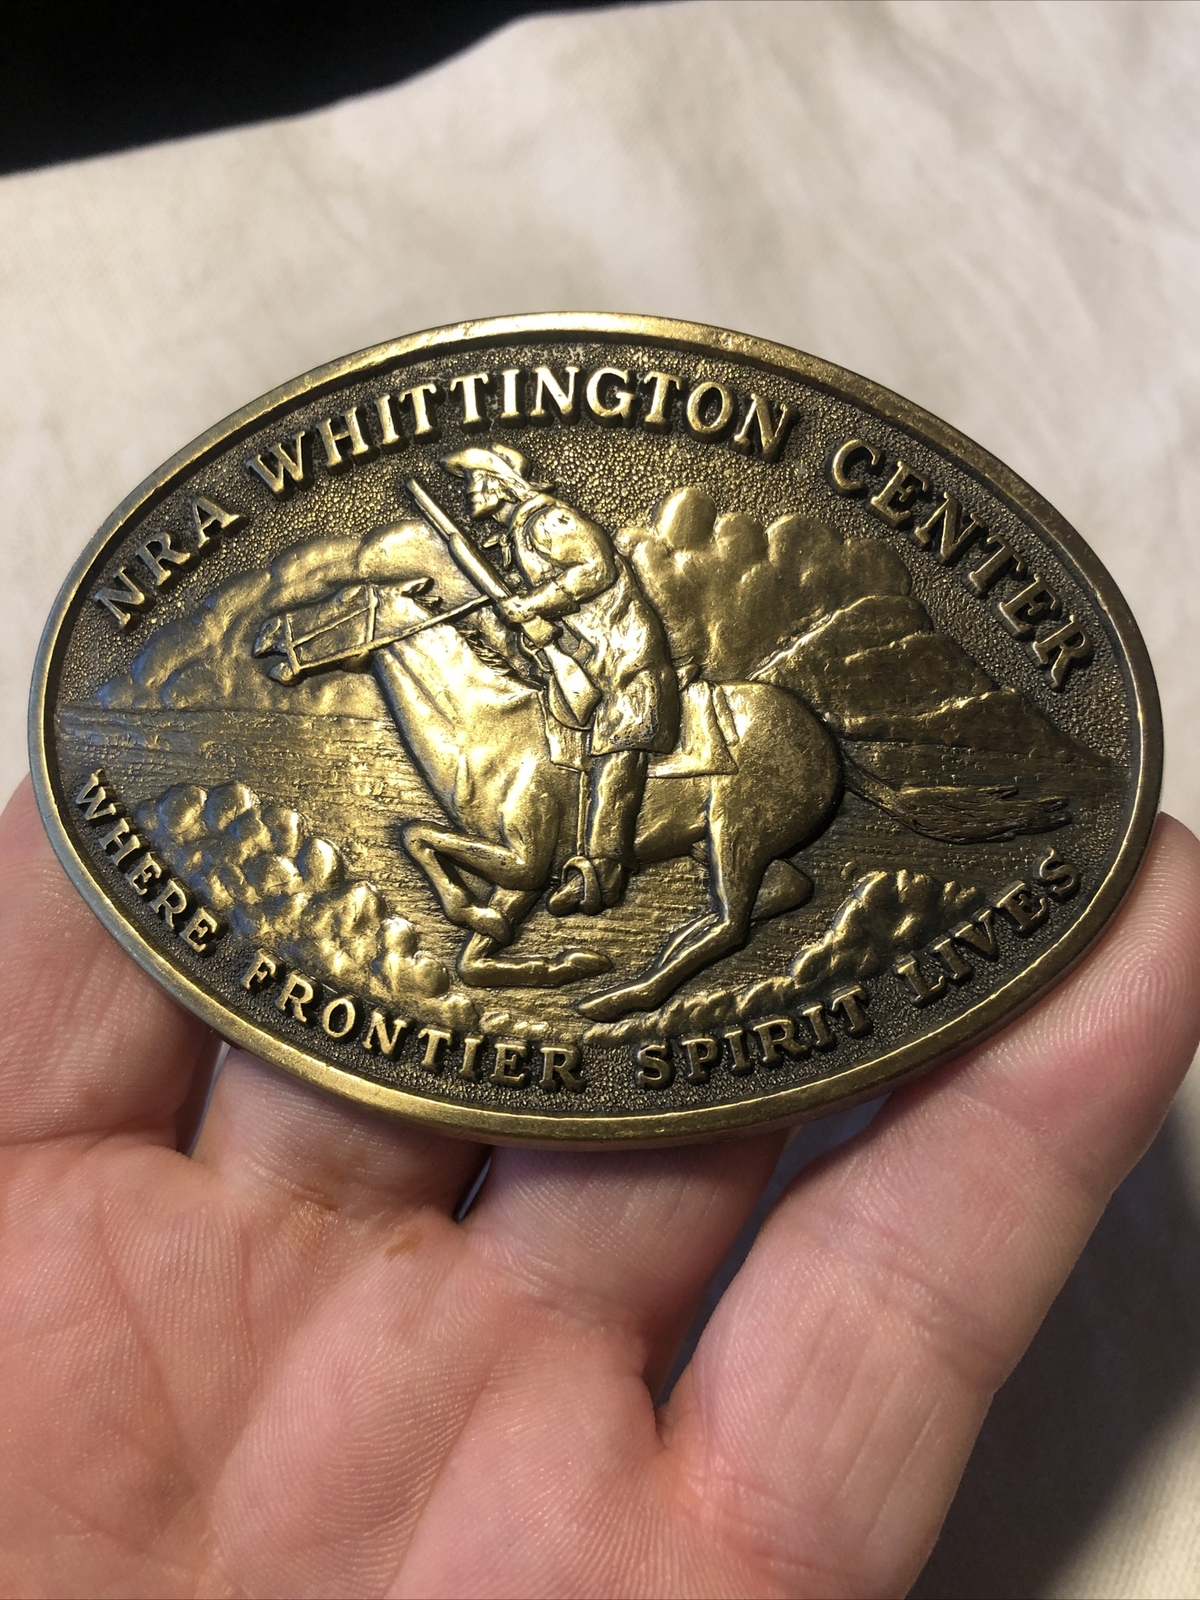 NRA WHITTINGTON CENTER
WHERE FRONTIER SPIRIT LIVES